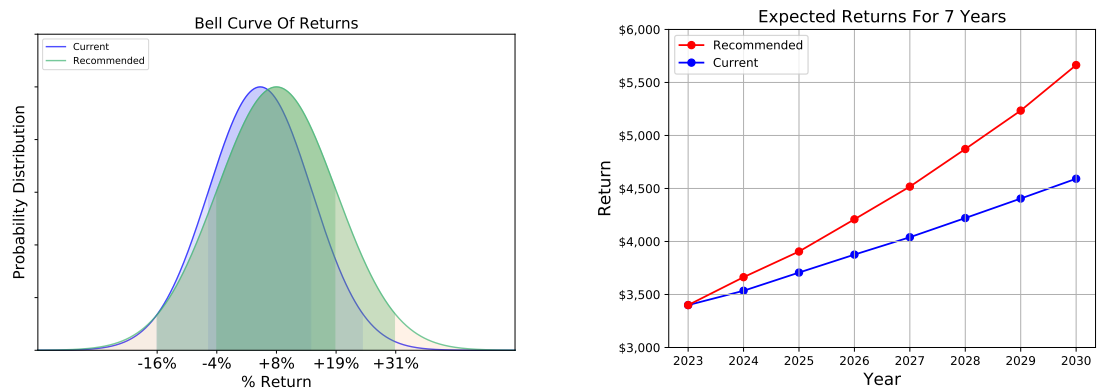 Bell Curve Of Returns
Current
Recommended
Probability Distribution
-16% -4% +8% +19% +31%
% Return
Expected Returns For 7 Years
Recommended
Current
$6,000
$5,500
$5,000
$4,500
$4,000
$3,500
$3,000
Return
2023 2024 2025 2026 2027 2028 2029 2030
Year